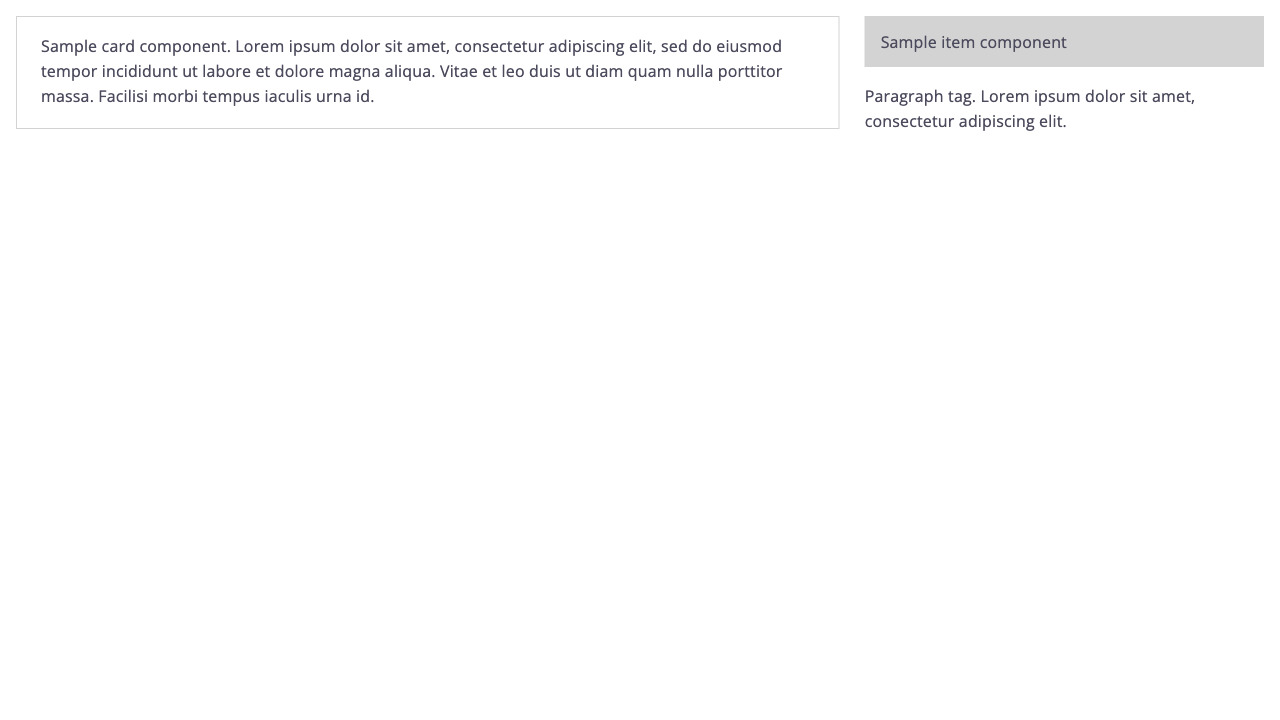 Sample card component. Lorem ipsum dolor sit amet, consectetur adipiscing elit, sed do eiusmod
tempor incididunt ut labore et dolore magna aliqua. Vitae et leo duis ut diam quam nulla porttitor
massa. Facilisi morbi tempus iaculis urna id.
Sample item component
Paragraph tag. Lorem ipsum dolor sit amet,
consectetur adipiscing elit.